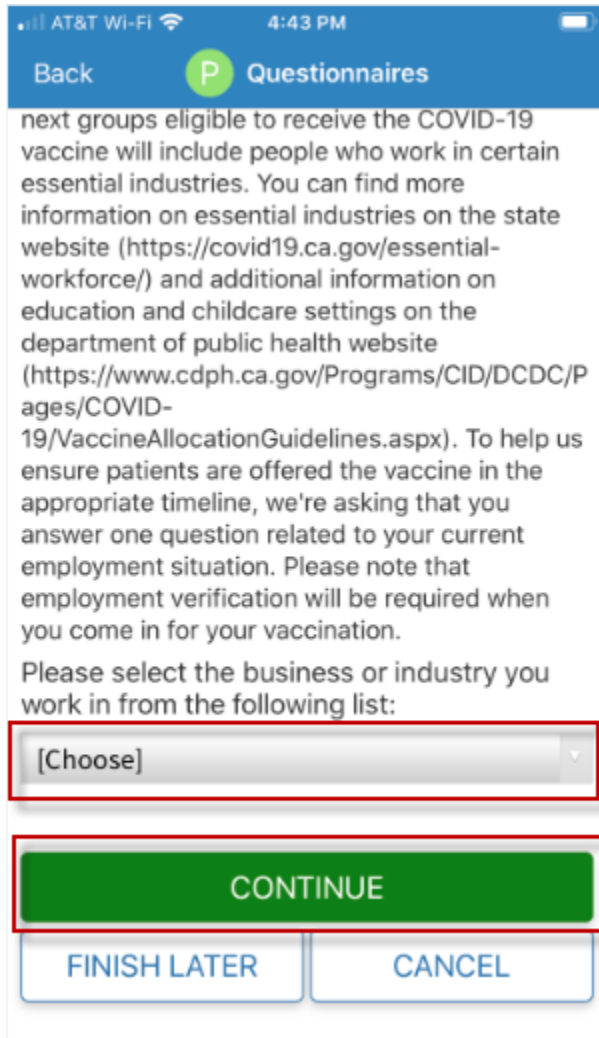 AT&T Wi-Fi 4:43 PM
Back P Questionnaires
next groups eligible to receive the COVID-19
vaccine will include people who work in certain
essential industries. You can find more
information on essential industries on the state
website (https://covid19.ca.gov/essential-
workforce/) and additional information on
education and childcare settings on the
department of public health website
(https://www.cdph.ca.gov/Programs/CID/DCDC/P
ages/COVID-
19/VaccineAllocationGuidelines.aspx). To help us
ensure patients are offered the vaccine in the
appropriate timeline, we're asking that you
answer one question related to your current
employment situation. Please note that
employment verification will be required when
you come in for your vaccination.
Please select the business or industry you
work in from the following list:
[Choose]
CONTINUE
FINISH LATER CANCEL